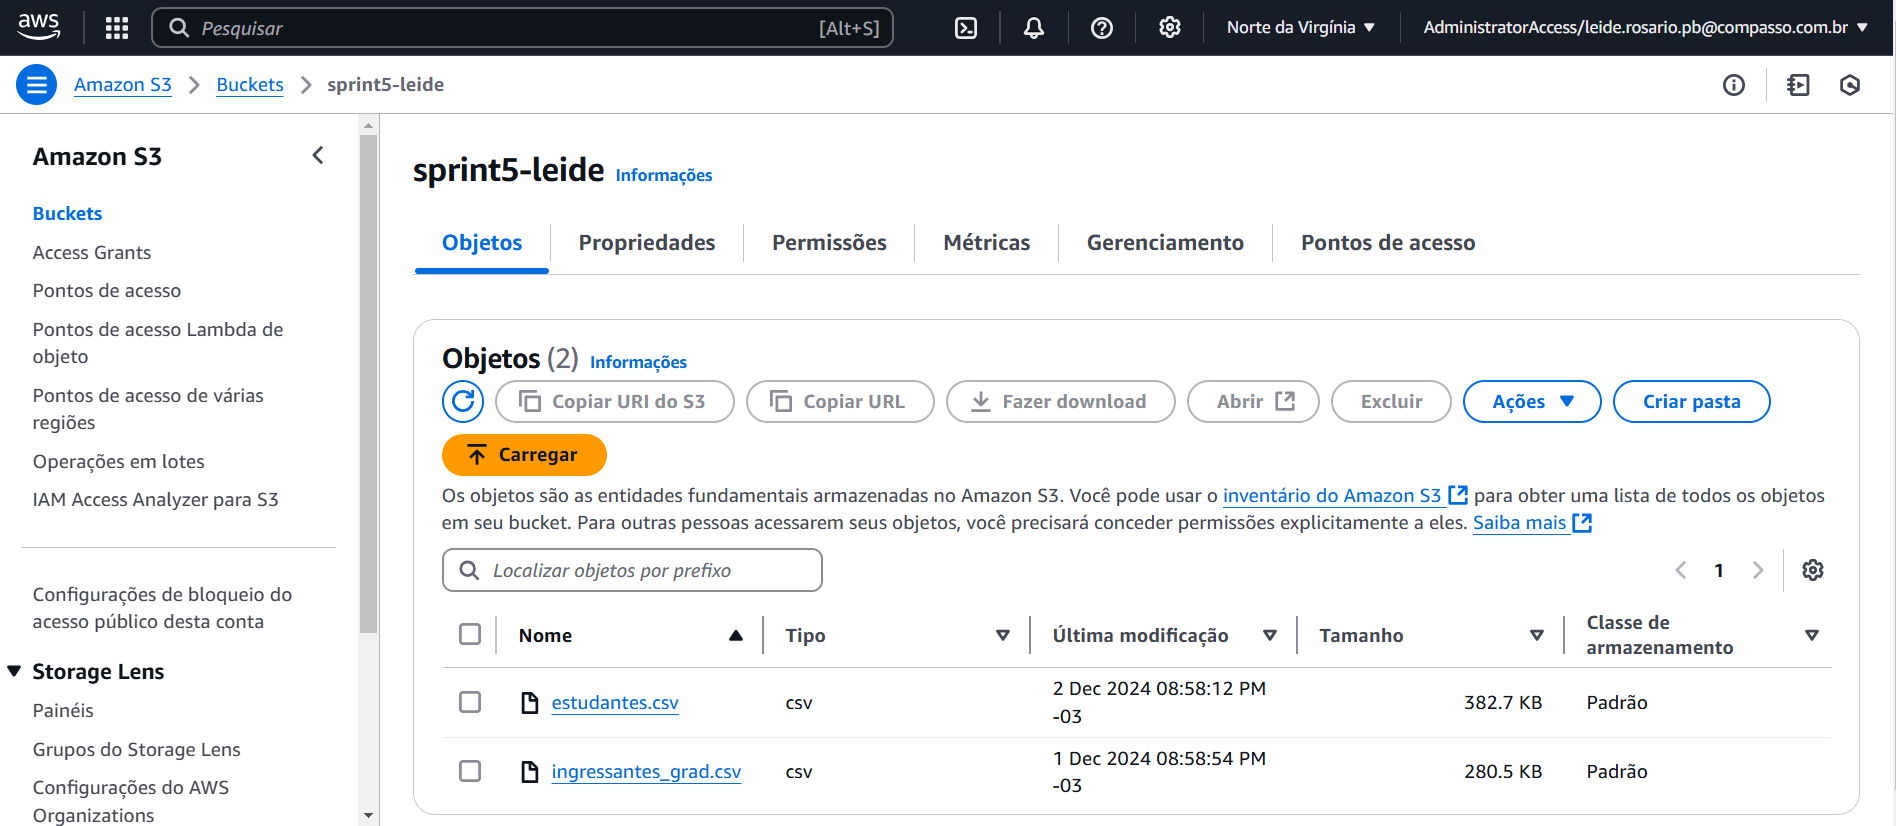 aws
Pesquisar [Alt+S] Norte da Virgínia AdministratorAccess/leide.rosario.pb@compasso.com.br
Amazon S3 Buckets sprint5-leide
Amazon S3
Buckets
Access Grants
Pontos de acesso
Pontos de acesso Lambda de
objeto
Pontos de acesso de várias
regiões
Operações em lotes
IAM Access Analyzer para S3
Configurações de bloqueio do
acesso público desta conta
Storage Lens
Painéis
Grupos do Storage Lens
Configurações do AWS
Organizations
sprint5-leide Informações
Objetos Propriedades Permissões Métricas Gerenciamento Pontos de acesso
Objetos (2) Informações
Copiar URI do S3 Copiar URL Fazer download Abrir Excluir Ações Criar pasta
Carregar
Os objetos são as entidades fundamentais armazenadas no Amazon S3. Você pode usar o inventário do Amazon S3 para obter uma lista de todos os objetos
em seu bucket. Para outras pessoas acessarem seus objetos, você precisará conceder permissões explicitamente a eles. Saiba mais
Localizar objetos por prefixo 1
Nome Tipo Última modificação Tamanho Classe de
armazenamento
estudantes.csv csv 2 Dec 2024 08:58:12 PM
-03 382.7 KB Padrão
ingressantes_grad.csv csv 1 Dec 2024 08:58:54 PM
-03 280.5 KB Padrão